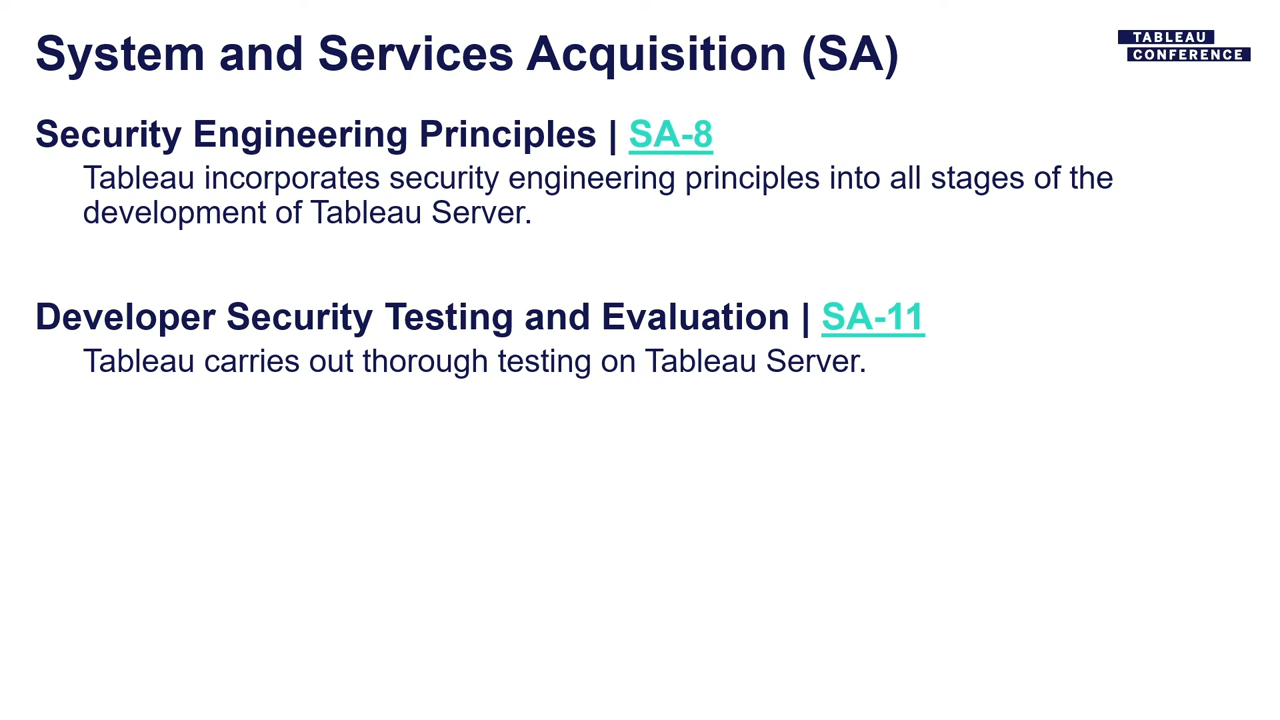 System and Services Acquisition (SA)
TABLEAU
CONFERENCE
Security Engineering Principles | SA-8
Tableau incorporates security engineering principles into all stages of the
development of Tableau Server.
Developer Security Testing and Evaluation | SA-11
Tableau carries out thorough testing on Tableau Server.